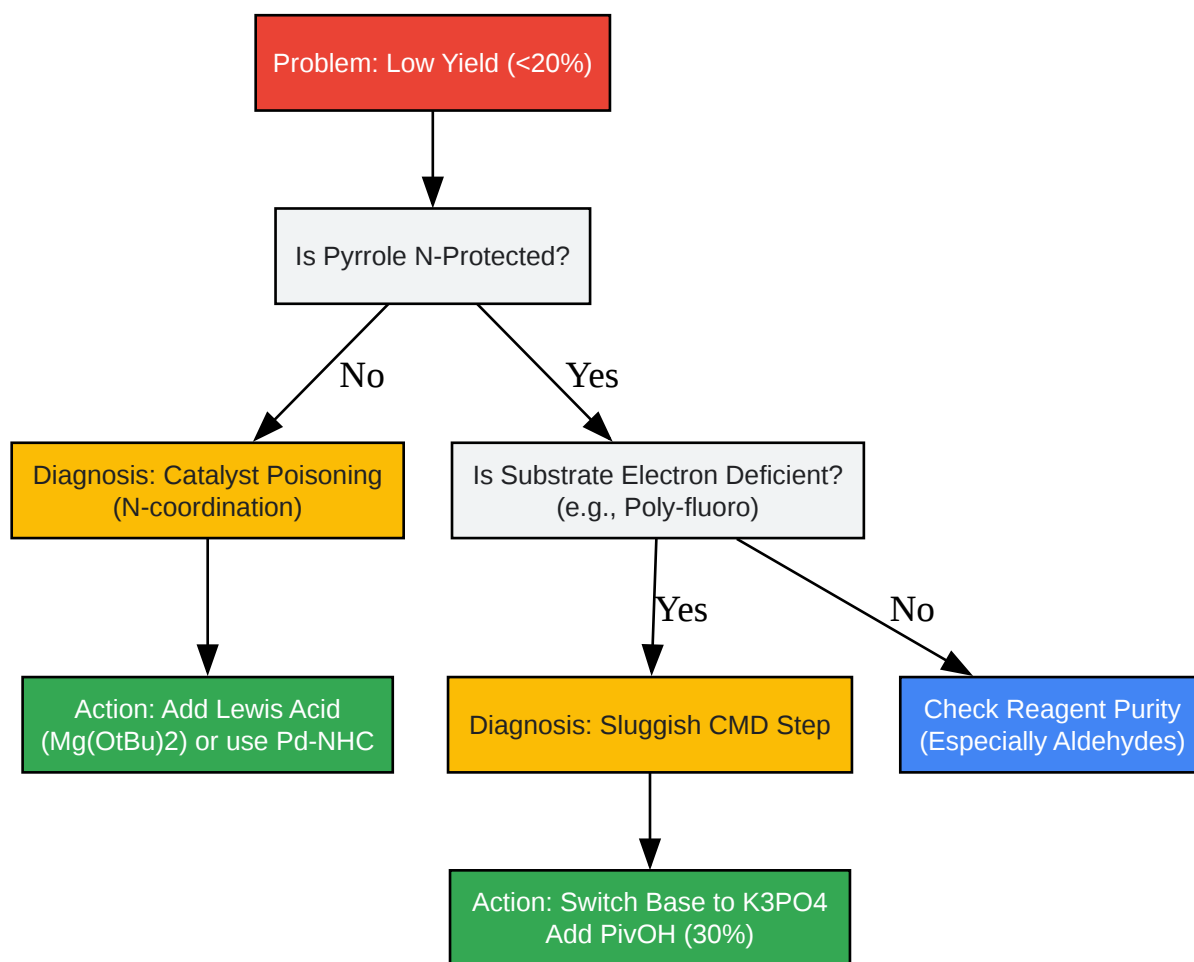 Problem: Low Yield (<20%)
Is Pyrrole N-Protected?
No
Yes
Diagnosis: Catalyst Poisoning
(N-coordination)
Is Substrate Electron Deficient?
(e.g., Poly-fluoro)
Yes
No
Action: Add Lewis Acid
(Mg(OtBu)2) or use Pd-NHC
Diagnosis: Sluggish CMD Step
Check Reagent Purity
(Especially Aldehydes)
Action: Switch Base to K3PO4
Add PivOH (30%)